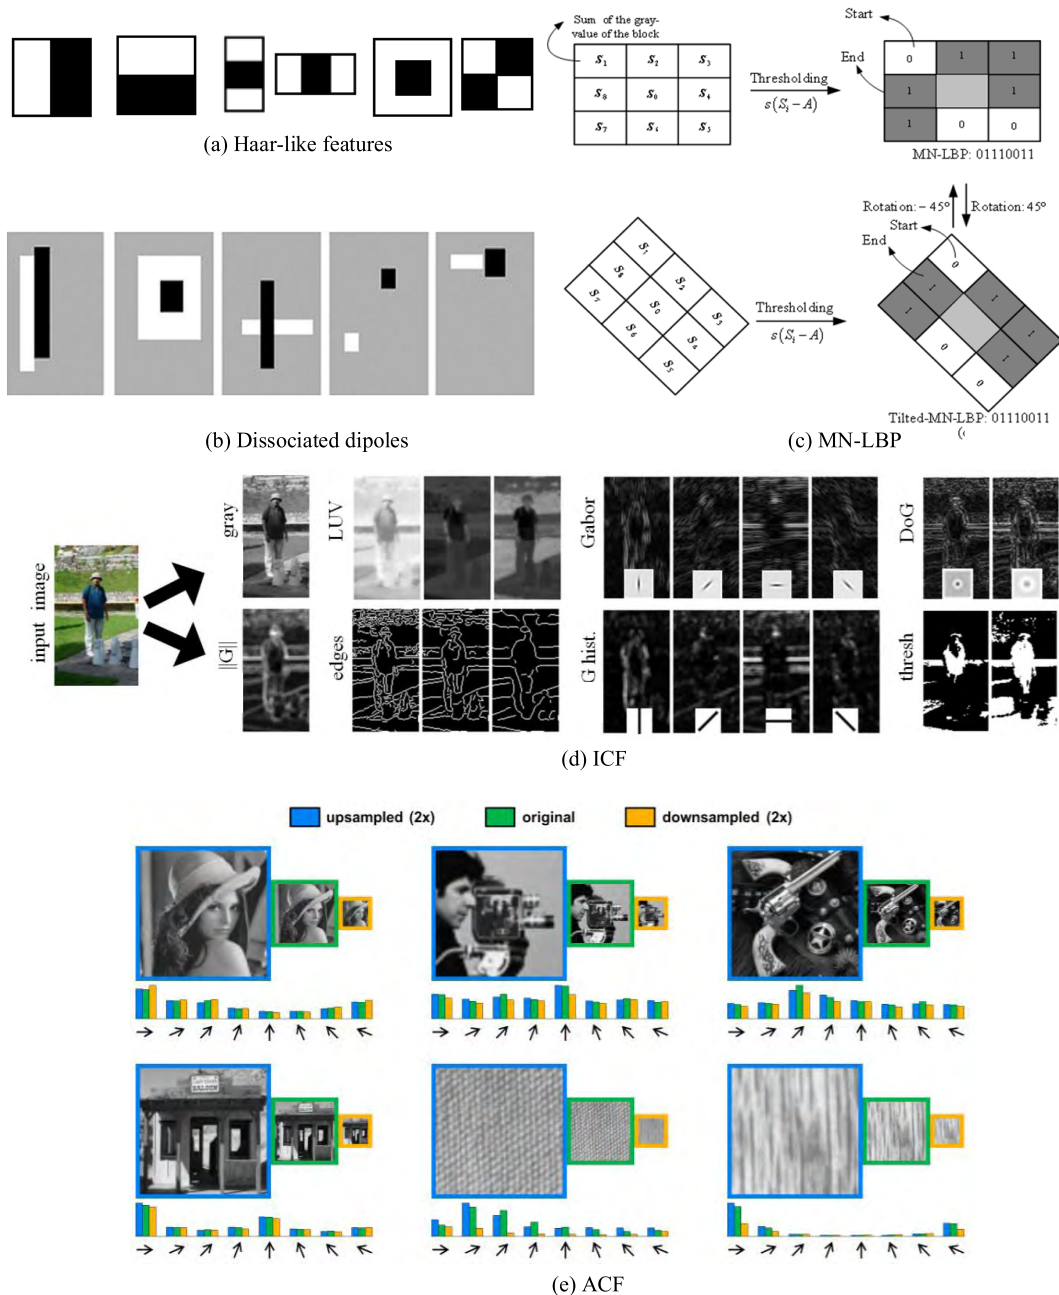 (a) Haar-like features
Sum of the gray-
value of the block
S1 S2 S3
S8 S0 S4
S7 S4 S5
Thresholding
s(Si – A)
Start
End
0 1 1
1 1
1 0 0
MN-LBP: 01110011
Rotation: – 45º
Rotation: 45º
Start
End
S1
S8 S2
S7 S0 S3
S6 S4
S5
Thresholding
s(Si – A)
0
1 1
1 1
0 1
0
Tilted-MN-LBP: 01110011
(b) Dissociated dipoles
(c) MN-LBP
input image
gray
LUV
Gabor
DoG
||G||
edges
G hist.
thresh
(d) ICF
upsampled (2x) original downsampled (2x)
(e) ACF